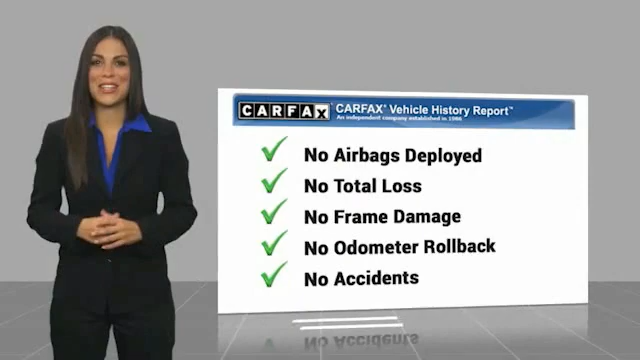 CARFAX CARFAX® Vehicle History Report™
An independent company established in 1986
No Airbags Deployed
No Total Loss
No Frame Damage
No Odometer Rollback
No Accidents